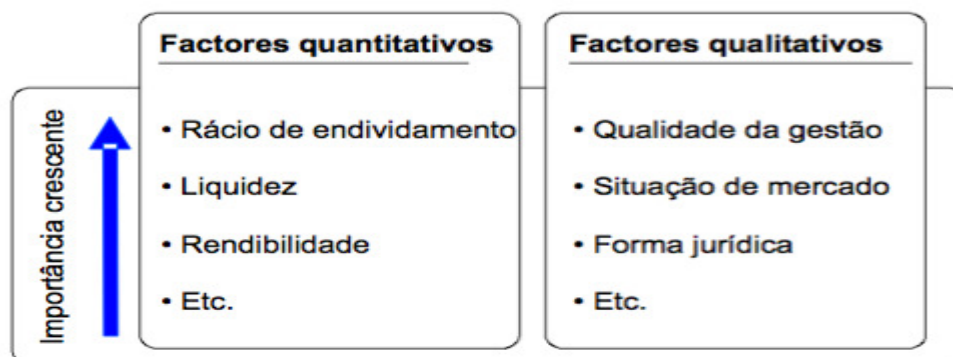 Factores quantitativos
• Rácio de endividamento
• Liquidez
• Rendibilidade
• Etc.
Factores qualitativos
• Qualidade da gestão
• Situação de mercado
• Forma jurídica
• Etc.
Importância crescente